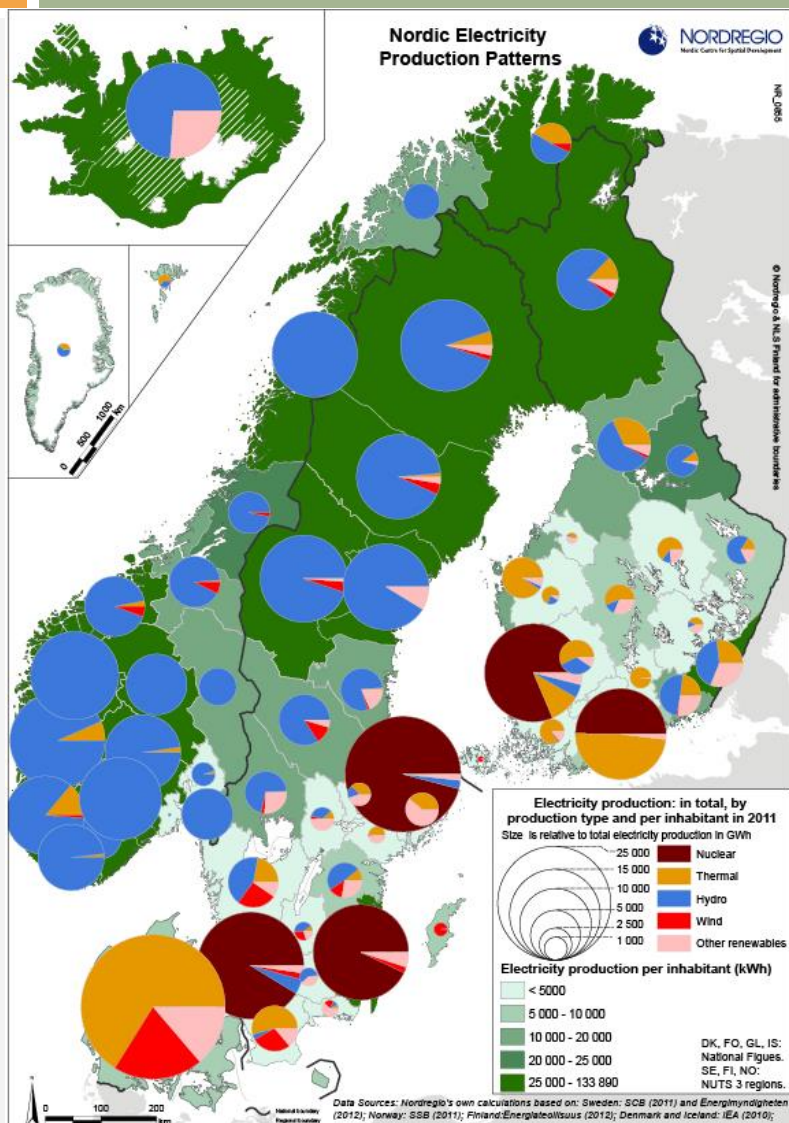 Nordic Electricity
Production Patterns
NORDREGIO
Nordic Centre for Spatial Development
NR_0855
© Nordregio & NLS Finland for administrative boundaries
0 500 1000
km
Electricity production: in total, by
production type and per inhabitant in 2011
Size is relative to total electricity production in GWh
25 000
15 000
10 000
5 000
2 500
1 000
Nuclear
Thermal
Hydro
Wind
Other renewables
Electricity production per inhabitant (kWh)
< 5000
5 000 - 10 000
10 000 - 20 000
20 000 - 25 000
25 000 - 133 890
DK, FO, GL, IS:
National Figues.
SE, FI, NO:
NUTS 3 regions.
0 100 200
km
National boundary
Regional boundary
Data Sources: Nordregio's own calculations based on: Sweden: SCB (2011) and Energimyndigheten
(2012); Norway: SSB (2011); Finland:Energiateollisuus (2012); Denmark and Iceland: IEA (2010);